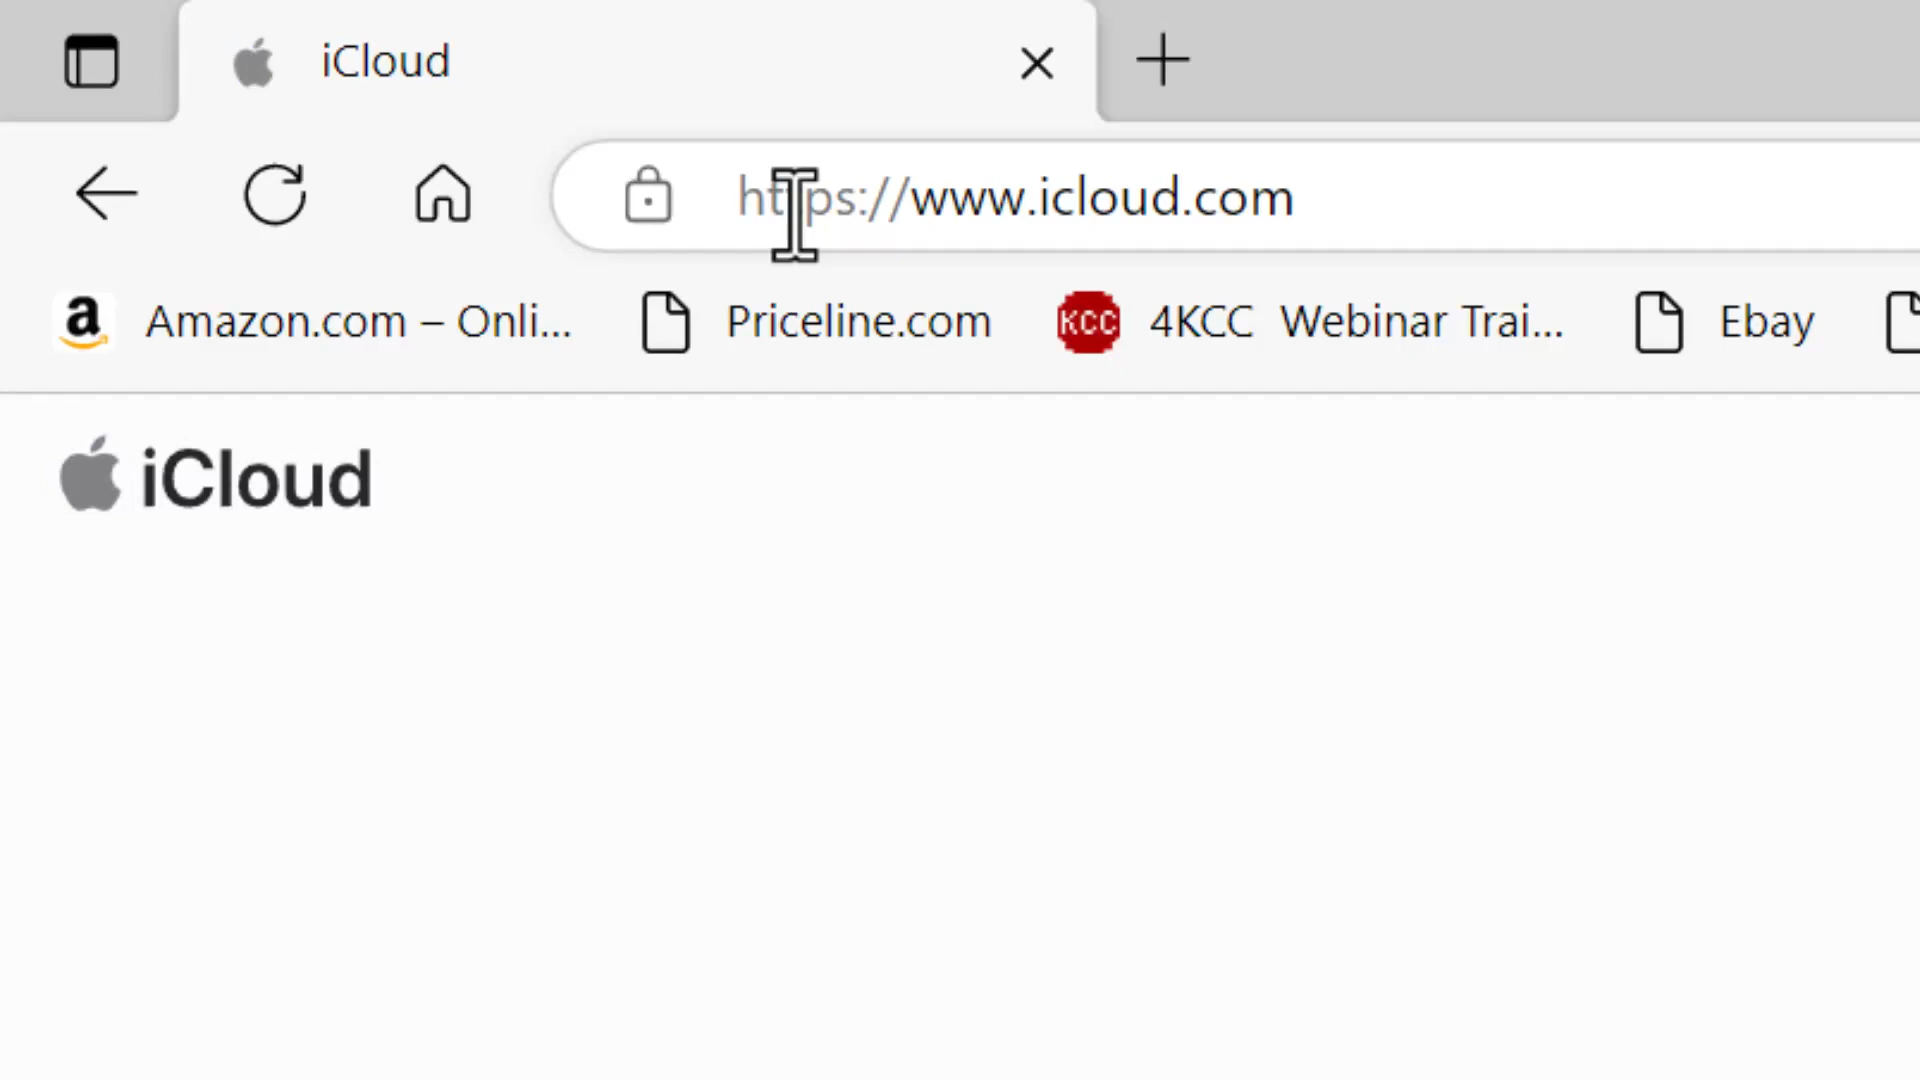 iCloud
https://www.icloud.com
a Amazon.com – Onli... Priceline.com KCC 4KCC Webinar Trai... Ebay
iCloud